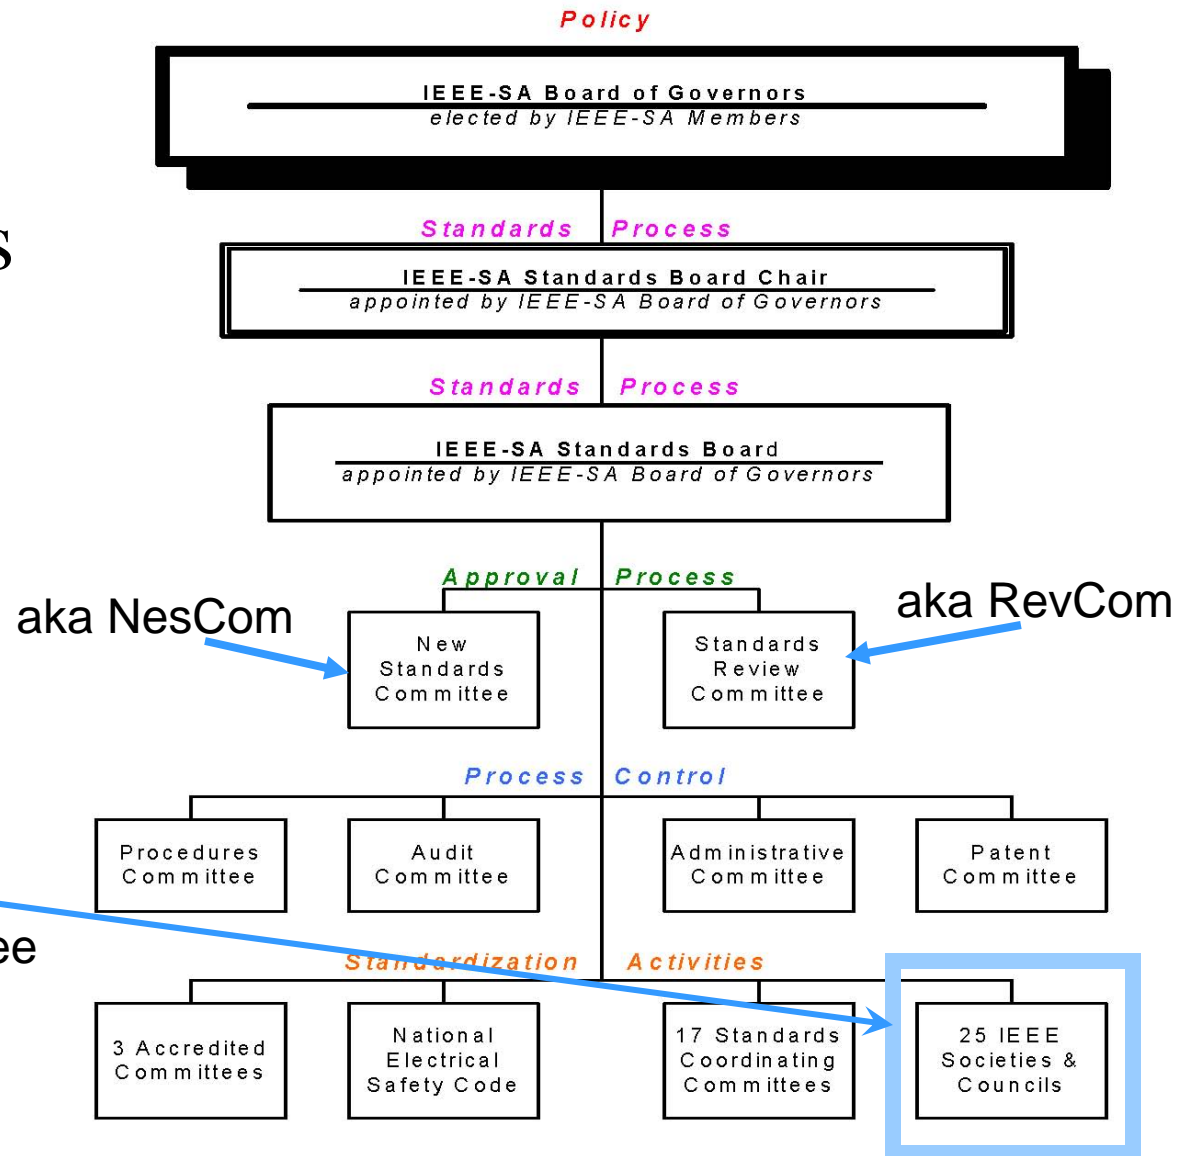 Policy
IEEE-SA Board of Governors
elected by IEEE-SA Members
s
Standards Process
IEEE-SA Standards Board Chair
appointed by IEEE-SA Board of Governors
Standards Process
IEEE-SA Standards Board
appointed by IEEE-SA Board of Governors
Approval Process
aka NesCom
aka RevCom
New
Standards
Committee
Standards
Review
Committee
Process Control
Procedures
Committee
Audit
Committee
Administrative
Committee
Patent
Committee
ee
Standardization Activities
3 Accredited
Committees
National
Electrical
Safety Code
17 Standards
Coordinating
Committees
25 IEEE
Societies &
Councils